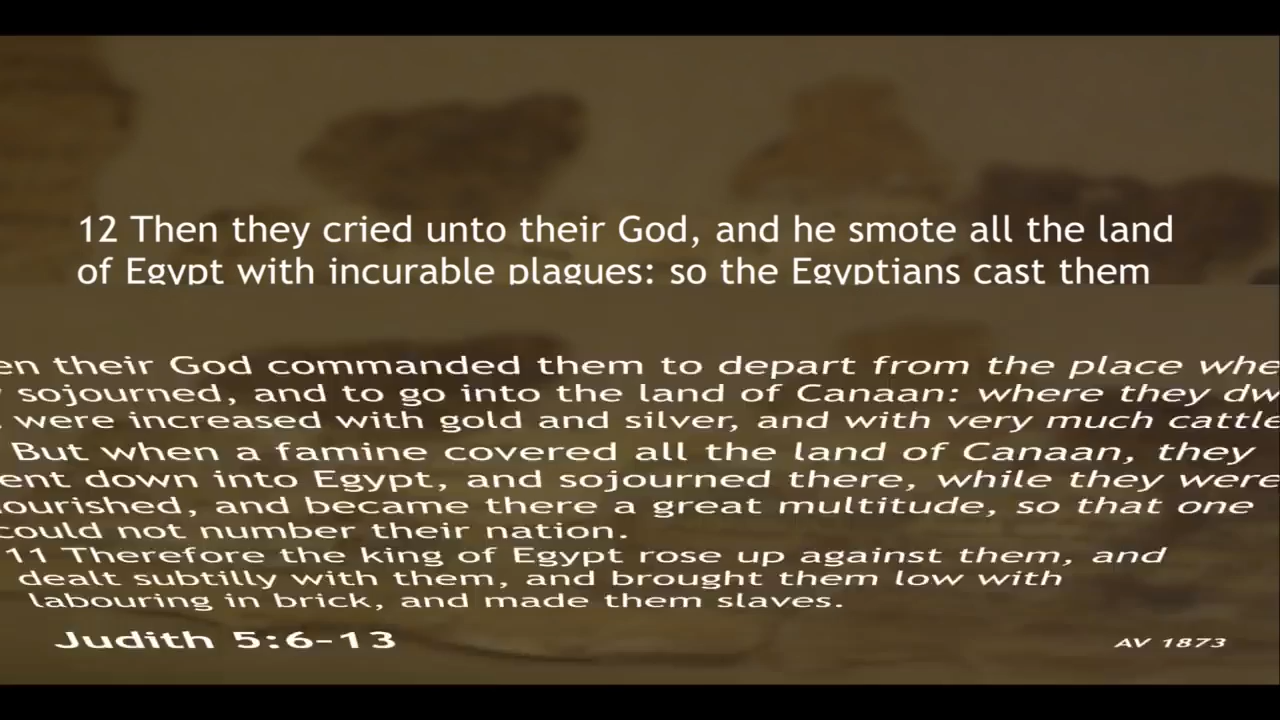 12 Then they cried unto their God, and he smote all the land
of Egypt with incurable plagues: so the Egyptians cast them
en their God commanded them to depart from the place whe
sojourned, and to go into the land of Canaan: where they dw
were increased with gold and silver, and with very much cattle
But when a famine covered all the land of Canaan, they
ent down into Egypt, and sojourned there, while they were
ourished, and became there a great multitude, so that one
could not number their nation.
11 Therefore the king of Egypt rose up against them, and
dealt subtilly with them, and brought them low with
labouring in brick, and made them slaves.
Judith 5:6-13
AV 1873